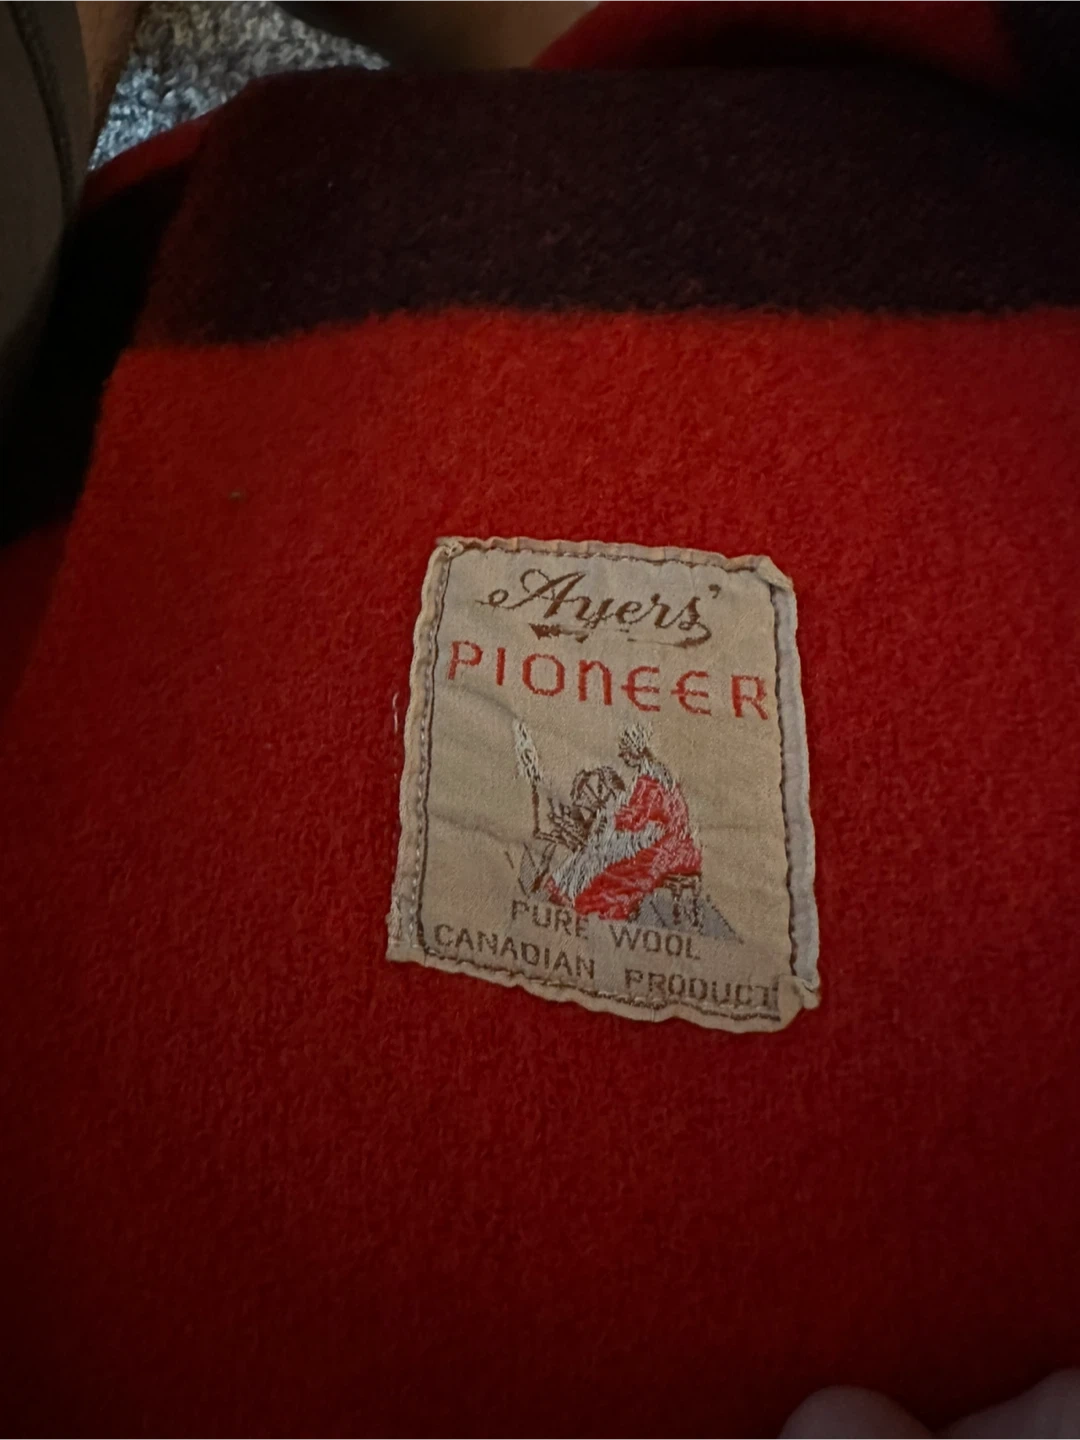 Ayers'
PIONEER
PURE WOOL
CANADIAN PRODUCT